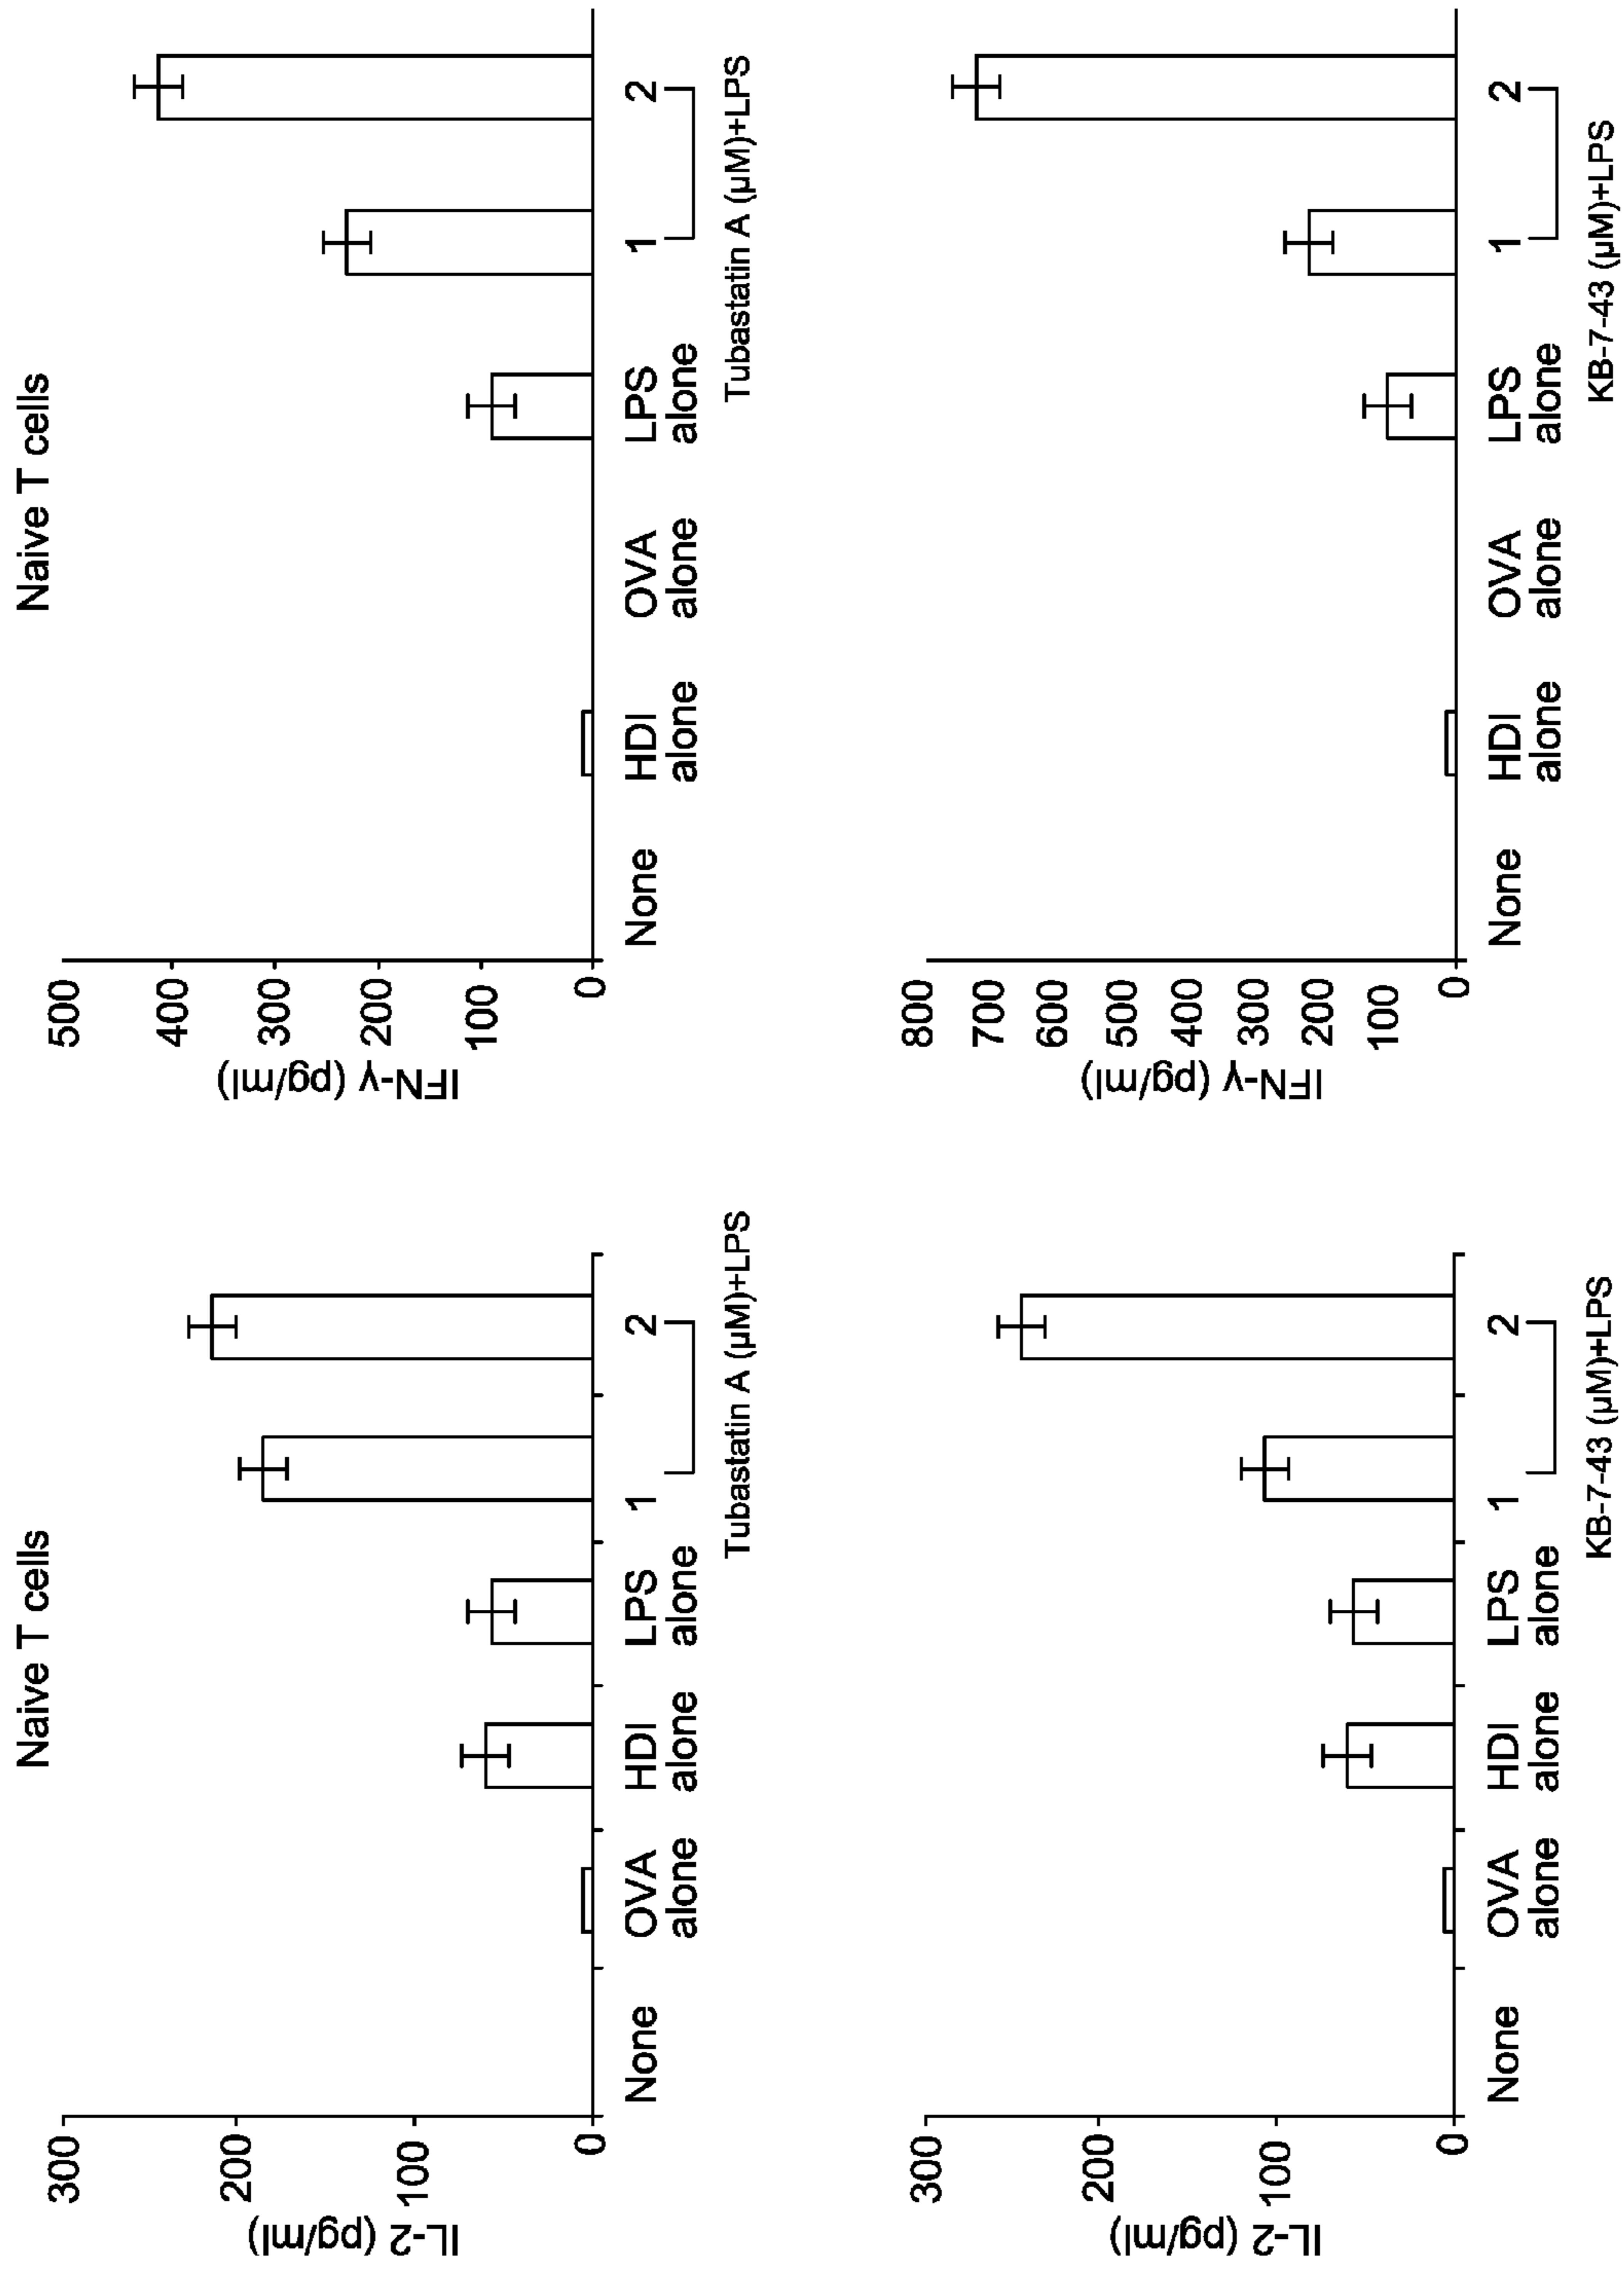 Naive T cells
IL-2 (pg/ml)
300
200
100
0
None
OVA
alone
HDI
alone
LPS
alone
1
2
Tubastatin A (μM)+LPS
Naive T cells
IFN-γ (pg/ml)
500
400
300
200
100
0
None
HDI
alone
OVA
alone
LPS
alone
1
2
Tubastatin A (μM)+LPS
IL-2 (pg/ml)
300
200
100
0
None
OVA
alone
HDI
alone
LPS
alone
1
2
KB-7-43 (μM)+LPS
IFN-γ (pg/ml)
800
700
600
500
400
300
200
100
0
None
HDI
alone
OVA
alone
LPS
alone
1
2
KB-7-43 (μM)+LPS